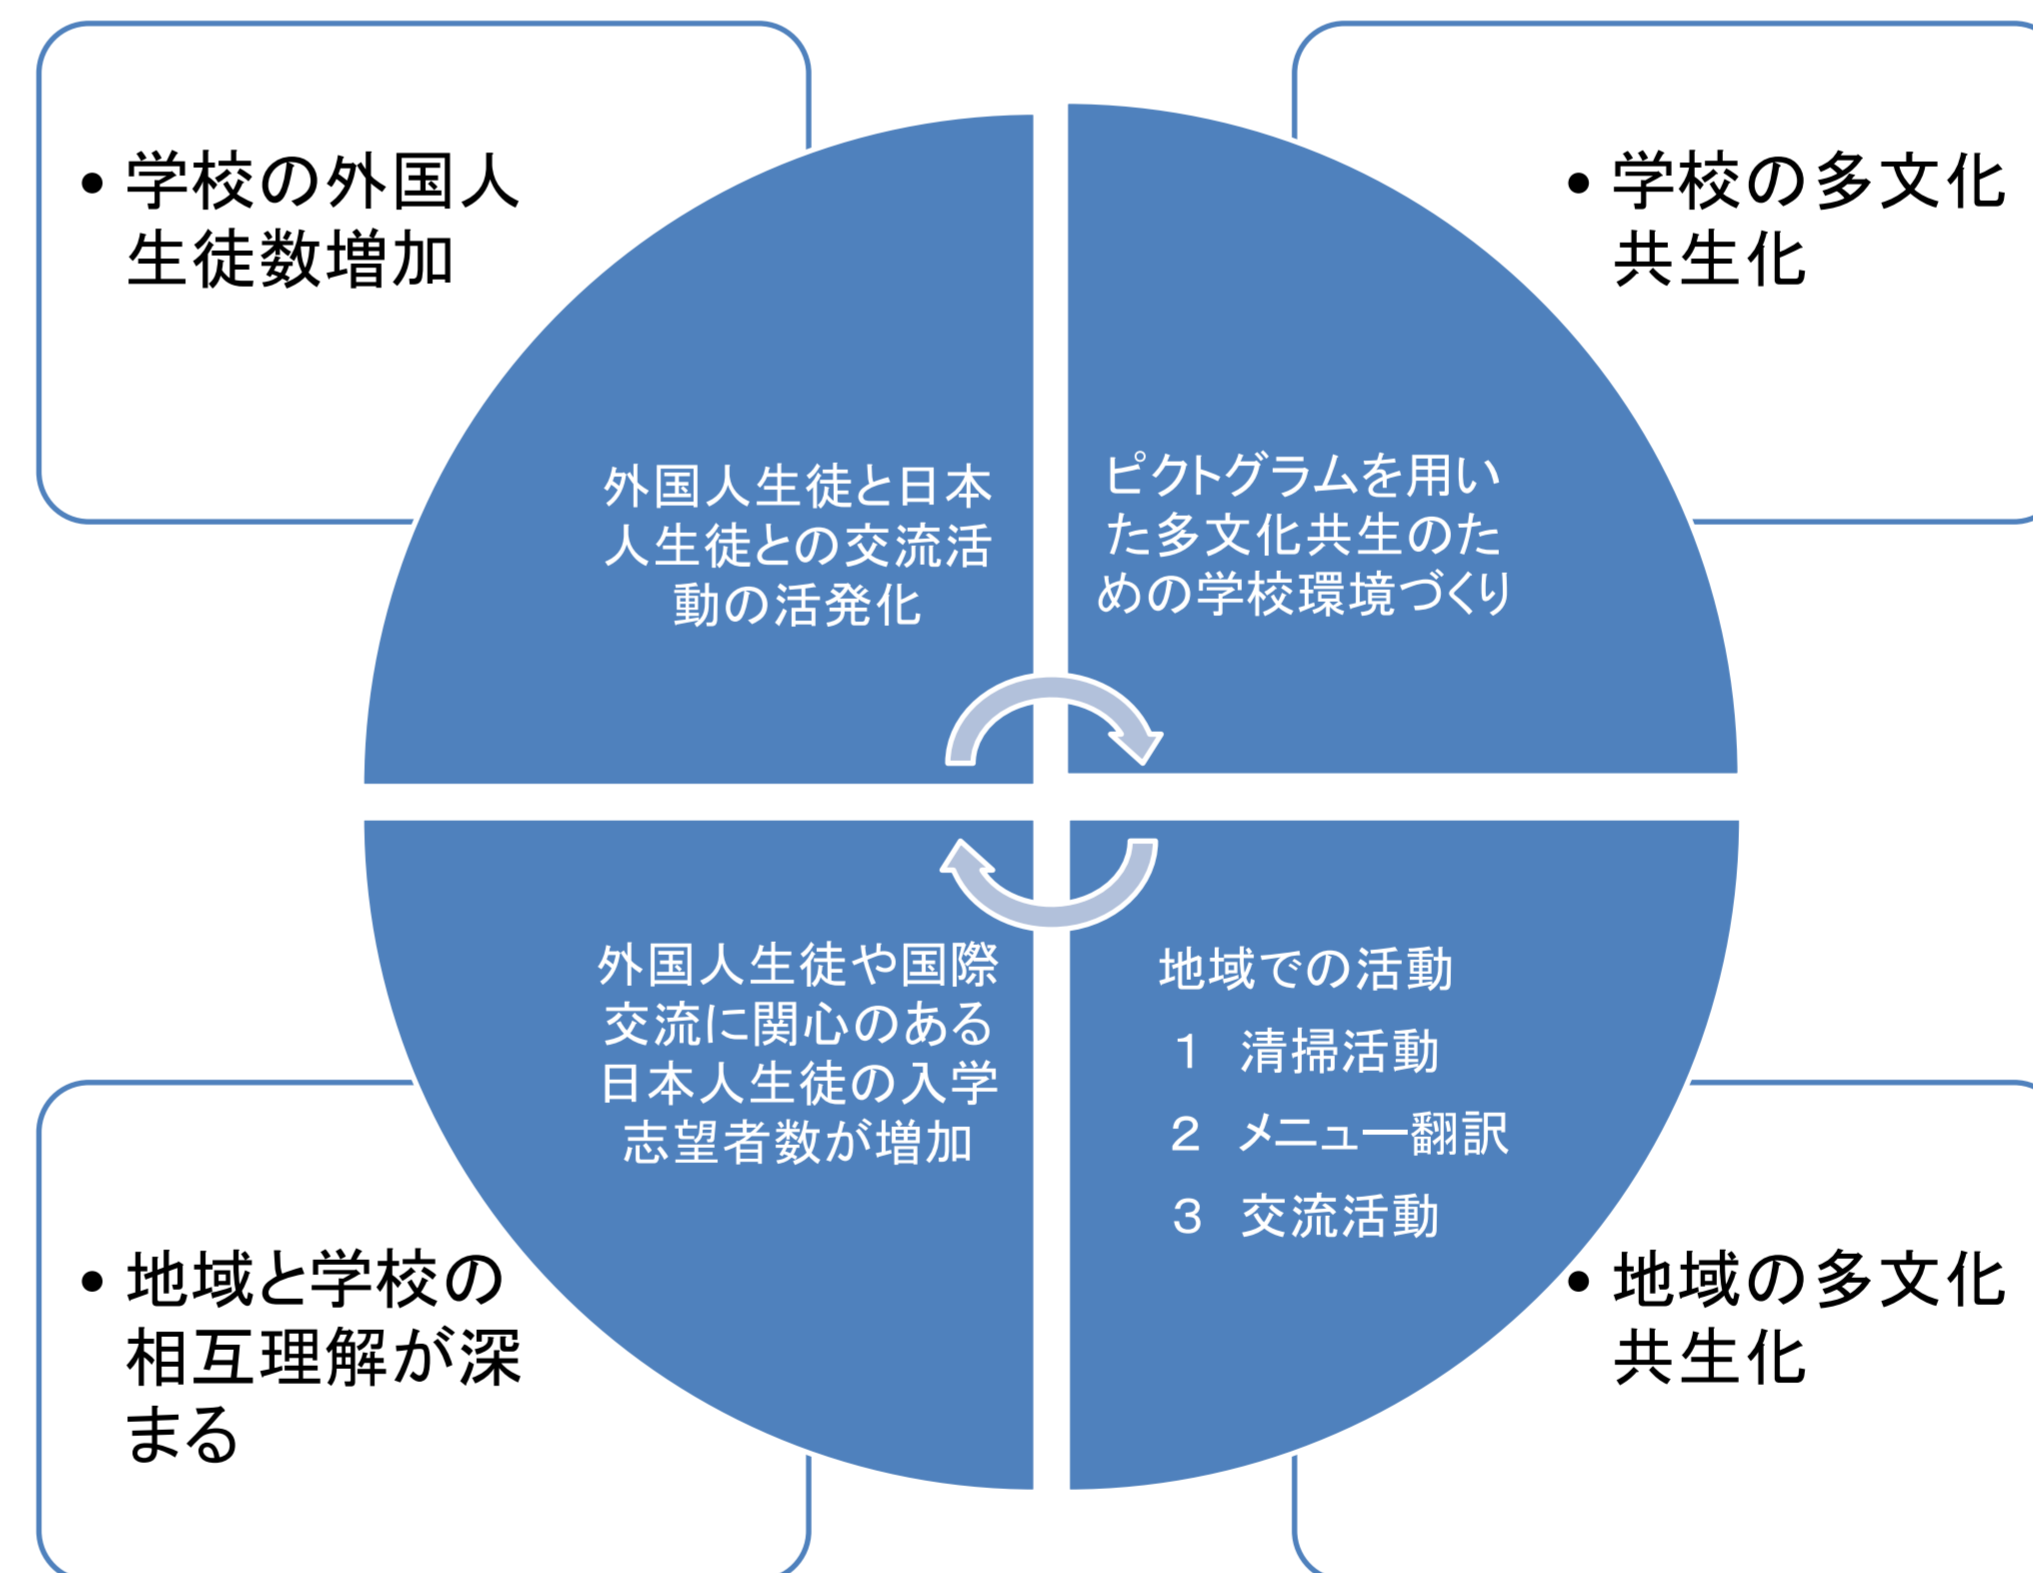 • 学校の外国人
生徒数増加
• 学校の多文化
共生化
外国人生徒と日本
人生徒との交流活
動の活発化
ピクトグラムを用い
た多文化共生のた
めの学校環境づくり
外国人生徒や国際
交流に関心のある
日本人生徒の入学
志望者数が増加
地域での活動
1　清掃活動
2　メニュー翻訳
3　交流活動
• 地域と学校の
相互理解が深
まる
• 地域の多文化
共生化